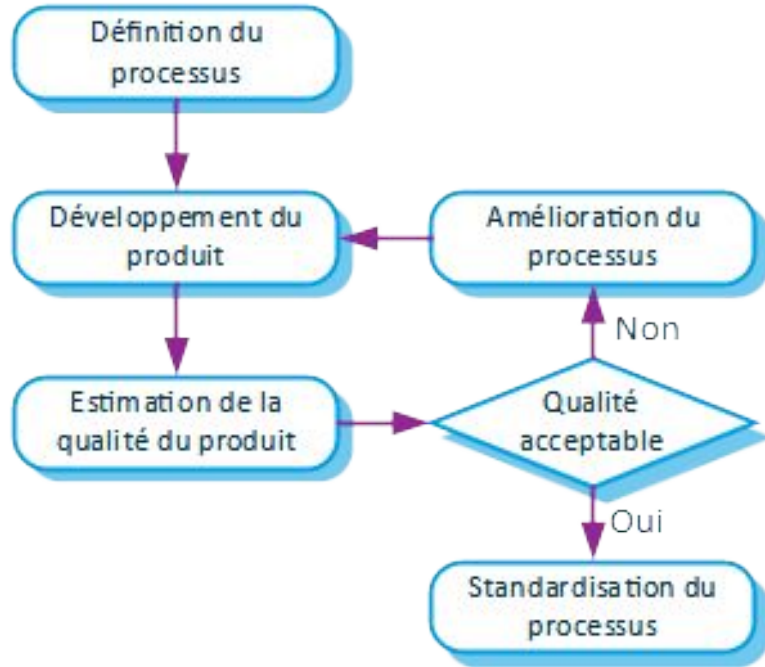 Définition du
processus
Développement du
produit
Amélioration du
processus
Non
Estimation de la
qualité du produit
Qualité
acceptable
Oui
Standardisation du
processus